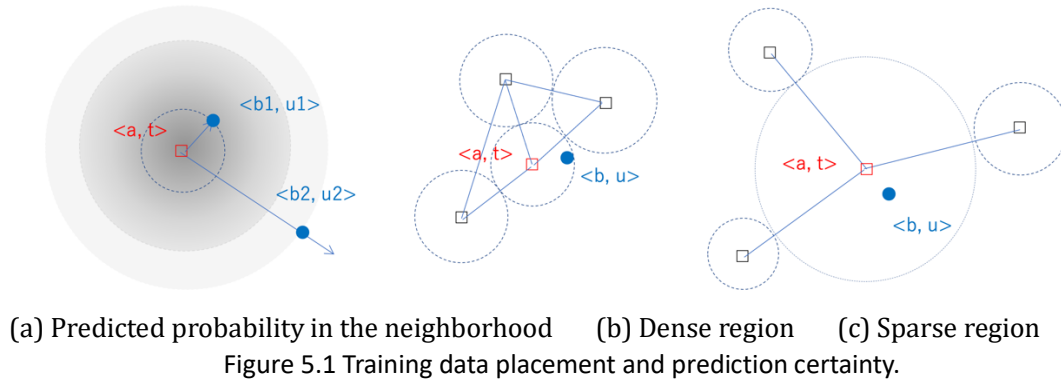 <b1, u1>
<a, t>
<b2, u2>
<a, t>
<b, u>
<a, t>
<b, u>
(a) Predicted probability in the neighborhood (b) Dense region (c) Sparse region
Figure 5.1 Training data placement and prediction certainty.